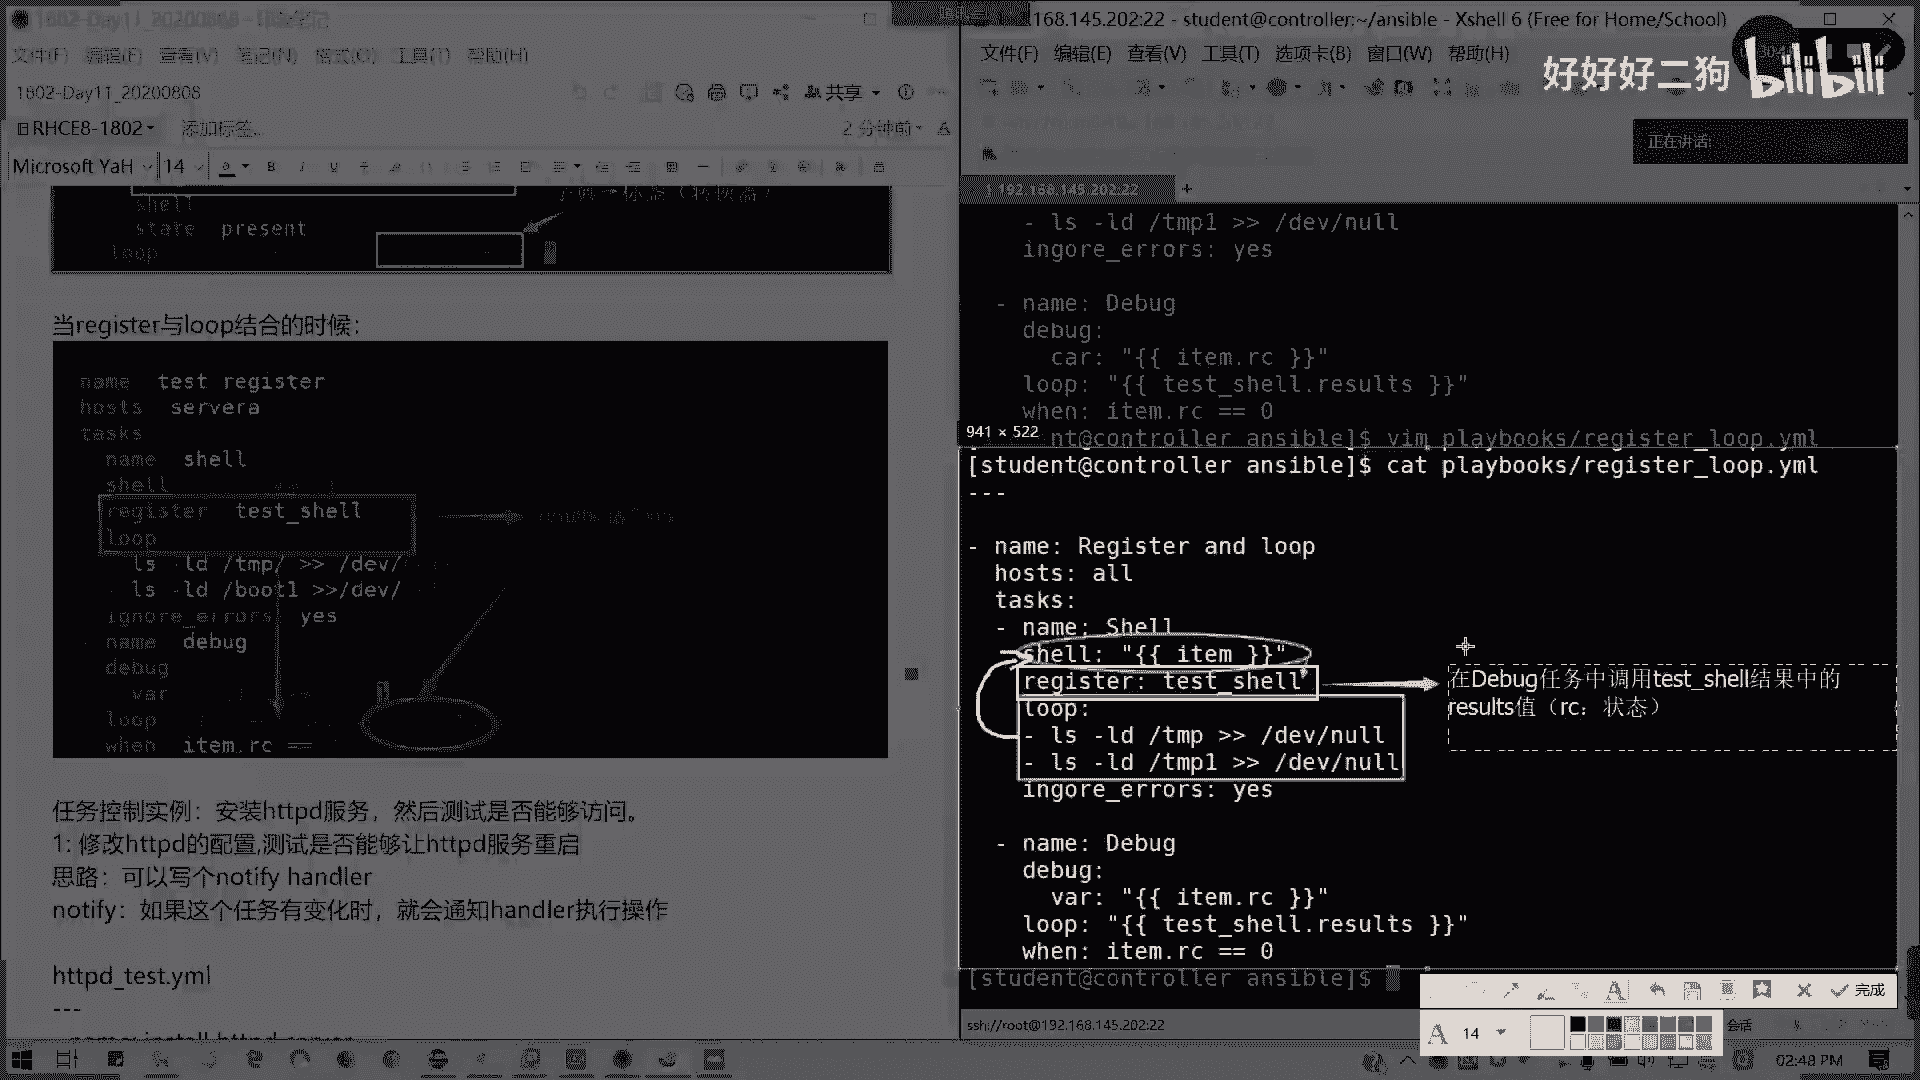 1602-Day11_20200808
文件(F) 编辑(E) 查看(V) 笔记(N) 格式(O) 工具(T) 帮助(H)
1602-Day11_20200808
共享
RHCE8-1802
添加标签...
2 分钟前
Microsoft YaH
14
shell
state present
loop
当register与loop结合的时候：
name test register
hosts servera
tasks
name shell
shell
register test_shell
loop
ls -ld /tmp/ >> /dev/
ls -ld /boot1 >>/dev/
ignore_errors yes
name debug
debug
var
loop
when item.rc ==
任务控制实例：安装httpd服务，然后测试是否能够访问。
1: 修改httpd的配置,测试是否能够让httpd服务重启
思路：可以写个notify handler
notify：如果这个任务有变化时，就会通知handler执行操作
httpd_test.yml
---
168.145.202:22 - student@controller:~/ansible - Xshell 6 (Free for Home/School)
文件(F) 编辑(E) 查看(V) 工具(T) 选项卡(B) 窗口(W) 帮助(H)
好好好二狗 bilibili
正在讲话:
1 192.168.145.202:22
- ls -ld /tmp1 >> /dev/null
ingore_errors: yes
- name: Debug
debug:
car: "{{ item.rc }}"
loop: "{{ test_shell.results }}"
when: item.rc == 0
941 × 522
nt@controller ansible]$ vim playbooks/register_loop.yml
[student@controller ansible]$ cat playbooks/register_loop.yml
---
- name: Register and loop
hosts: all
tasks:
- name: Shell
shell: "{{ item }}"
register: test_shell
loop:
- ls -ld /tmp >> /dev/null
- ls -ld /tmp1 >> /dev/null
ingore_errors: yes
在Debug任务中调用test_shell结果中的
results值（rc：状态）
- name: Debug
debug:
var: "{{ item.rc }}"
loop: "{{ test_shell.results }}"
when: item.rc == 0
[student@controller ansible]$
完成
ssh://root@192.168.145.202:22
A 14
会话
02:48 PM